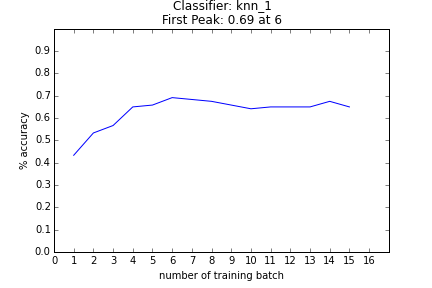 Classifier: knn_1
First Peak: 0.69 at 6
0.9
0.8
0.7
0.6
0.5
0.4
0.3
0.2
0.1
0.0
% accuracy
0 1 2 3 4 5 6 7 8 9 10 11 12 13 14 15 16
number of training batch